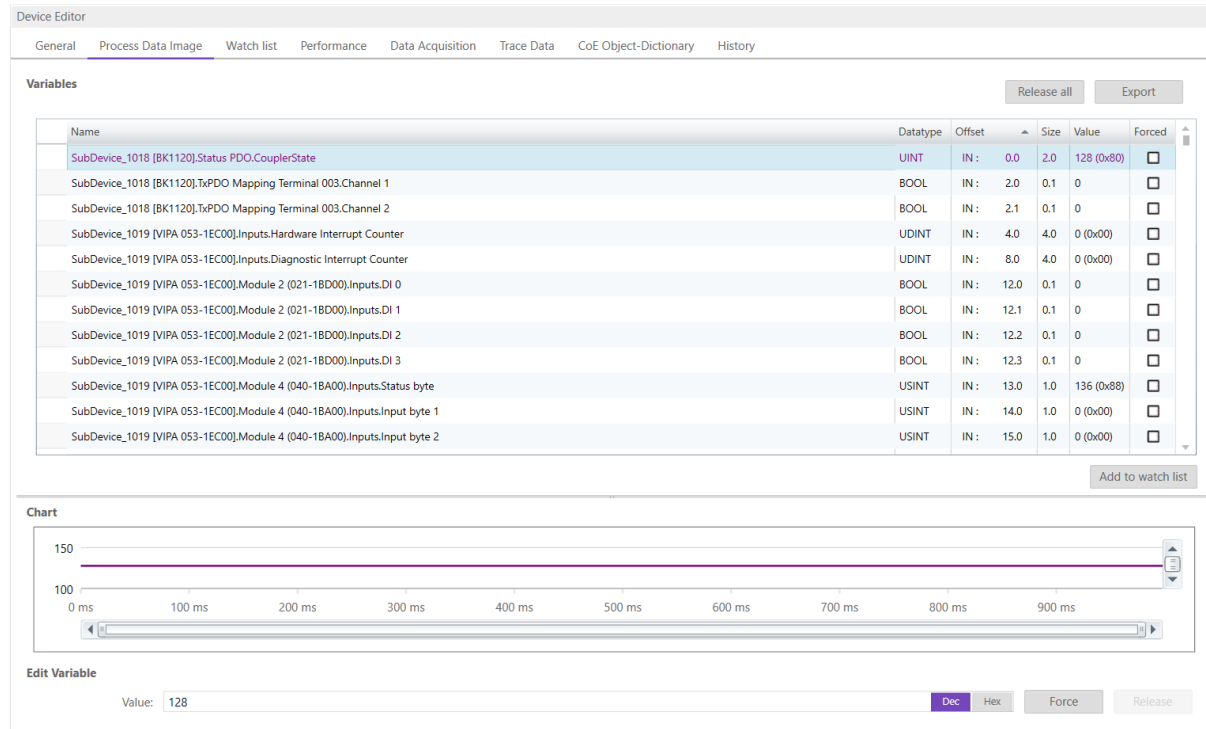 Device Editor
General Process Data Image Watch list Performance Data Acquisition Trace Data CoE Object-Dictionary History
Variables
Release all Export
Name Datatype Offset Size Value Forced
SubDevice_1018 [BK1120].Status PDO.CouplerState UINT IN : 0.0 2.0 128 (0x80)
SubDevice_1018 [BK1120].TxPDO Mapping Terminal 003.Channel 1 BOOL IN : 2.0 0.1 0
SubDevice_1018 [BK1120].TxPDO Mapping Terminal 003.Channel 2 BOOL IN : 2.1 0.1 0
SubDevice_1019 [VIPA 053-1EC00].Inputs.Hardware Interrupt Counter UDINT IN : 4.0 4.0 0 (0x00)
SubDevice_1019 [VIPA 053-1EC00].Inputs.Diagnostic Interrupt Counter UDINT IN : 8.0 4.0 0 (0x00)
SubDevice_1019 [VIPA 053-1EC00].Module 2 (021-1BD00).Inputs.DI 0 BOOL IN : 12.0 0.1 0
SubDevice_1019 [VIPA 053-1EC00].Module 2 (021-1BD00).Inputs.DI 1 BOOL IN : 12.1 0.1 0
SubDevice_1019 [VIPA 053-1EC00].Module 2 (021-1BD00).Inputs.DI 2 BOOL IN : 12.2 0.1 0
SubDevice_1019 [VIPA 053-1EC00].Module 2 (021-1BD00).Inputs.DI 3 BOOL IN : 12.3 0.1 0
SubDevice_1019 [VIPA 053-1EC00].Module 4 (040-1BA00).Inputs.Status byte USINT IN : 13.0 1.0 136 (0x88)
SubDevice_1019 [VIPA 053-1EC00].Module 4 (040-1BA00).Inputs.Input byte 1 USINT IN : 14.0 1.0 0 (0x00)
SubDevice_1019 [VIPA 053-1EC00].Module 4 (040-1BA00).Inputs.Input byte 2 USINT IN : 15.0 1.0 0 (0x00)
Add to watch list
Chart
150
100
0 ms 100 ms 200 ms 300 ms 400 ms 500 ms 600 ms 700 ms 800 ms 900 ms
Edit Variable
Value: 128 Dec Hex Force Release